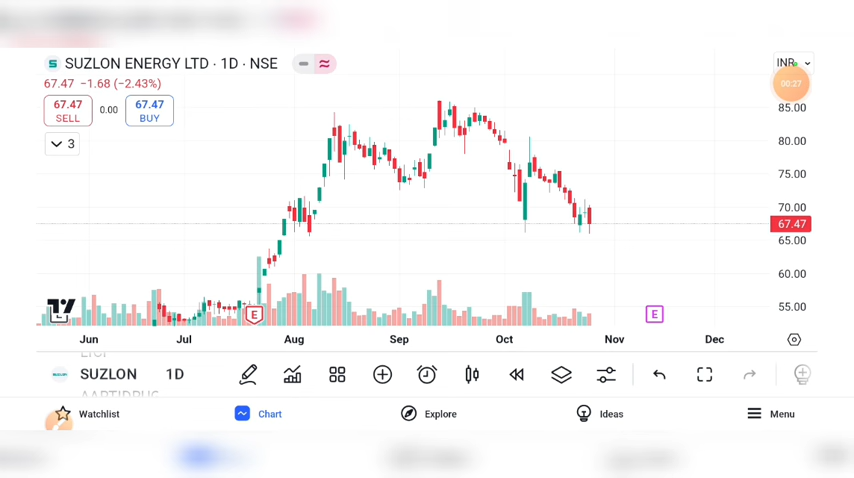 SUZLON ENERGY LTD · 1D · NSE
INR
67.47 −1.68 (−2.43%)
00:27
67.47
SELL
0.00
67.47
BUY
3
85.00
80.00
75.00
70.00
67.47
65.00
60.00
55.00
E
E
Jun Jul Aug Sep Oct Nov Dec
SUZLON 1D
Watchlist Chart Explore Ideas Menu